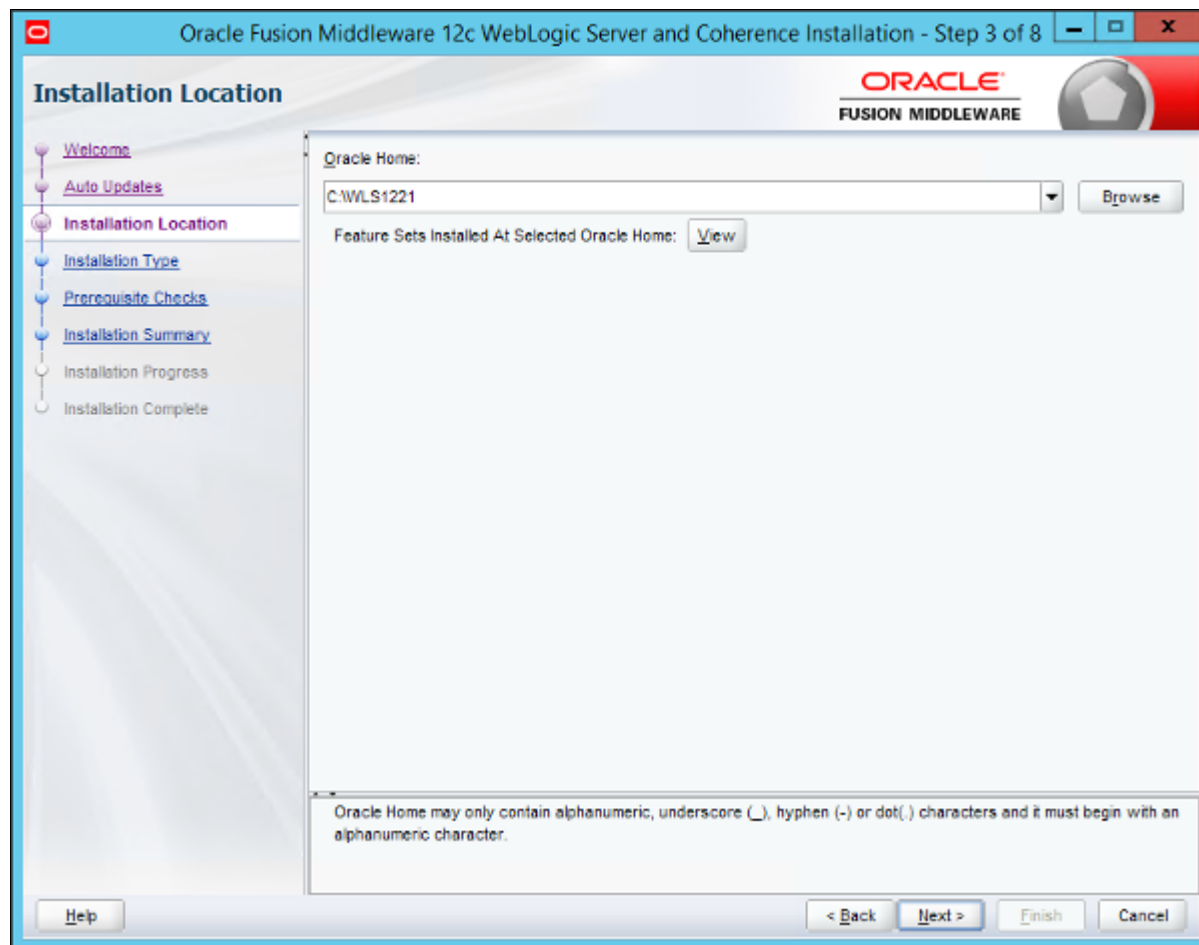 Oracle Fusion Middleware 12c WebLogic Server and Coherence Installation - Step 3 of 8
Installation Location
ORACLE
FUSION MIDDLEWARE
Welcome
Auto Updates
Installation Location
Installation Type
Prerequisite Checks
Installation Summary
Installation Progress
Installation Complete
Oracle Home:
C:\WLS1221
Browse
Feature Sets Installed At Selected Oracle Home: View
Oracle Home may only contain alphanumeric, underscore (_), hyphen (-) or dot(.) characters and it must begin with an
alphanumeric character.
Help
< Back Next > Finish Cancel